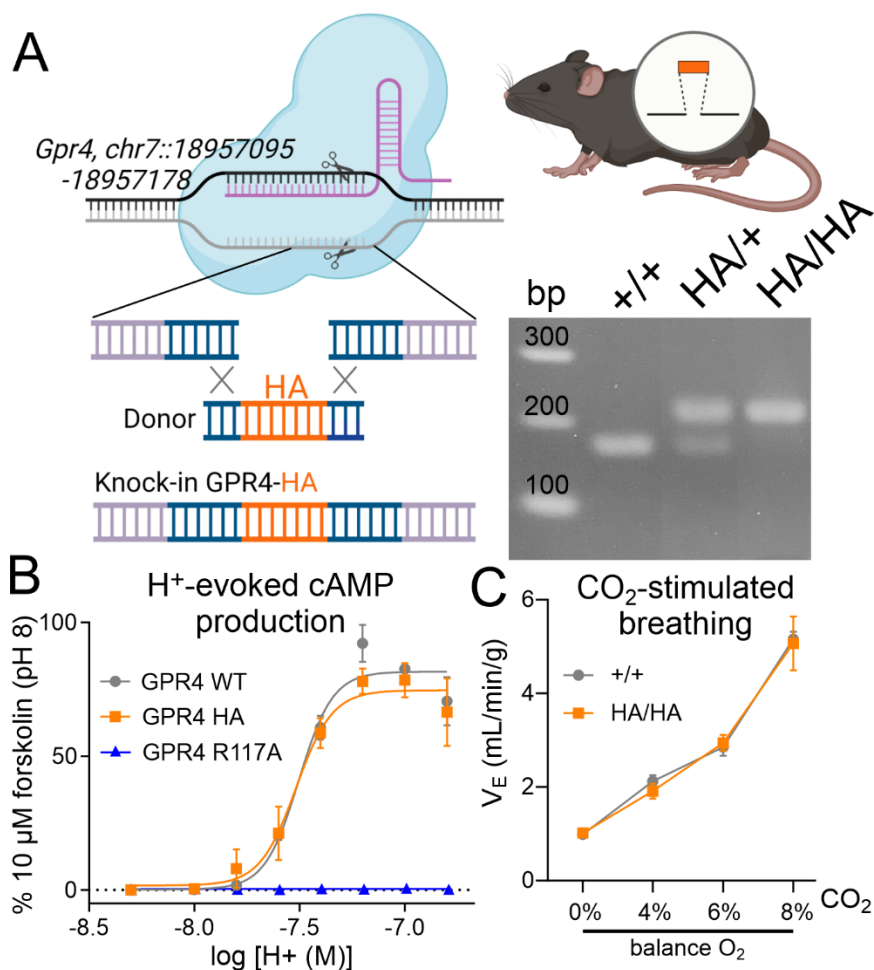 A
Gpr4, chr7::18957095
-18957178
HA
Donor
Knock-in GPR4-HA
bp
+/+
HA/+
HA/HA
300
200
100
B
H⁺-evoked cAMP
production
% 10 µM forskolin (pH 8)
100
50
0
GPR4 WT
GPR4 HA
GPR4 R117A
-8.5
-8.0
-7.5
-7.0
log [H+ (M)]
C
CO₂-stimulated
breathing
V_E (mL/min/g)
6
4
2
0
+/+
HA/HA
0%
4%
6%
8%
CO₂
balance O₂